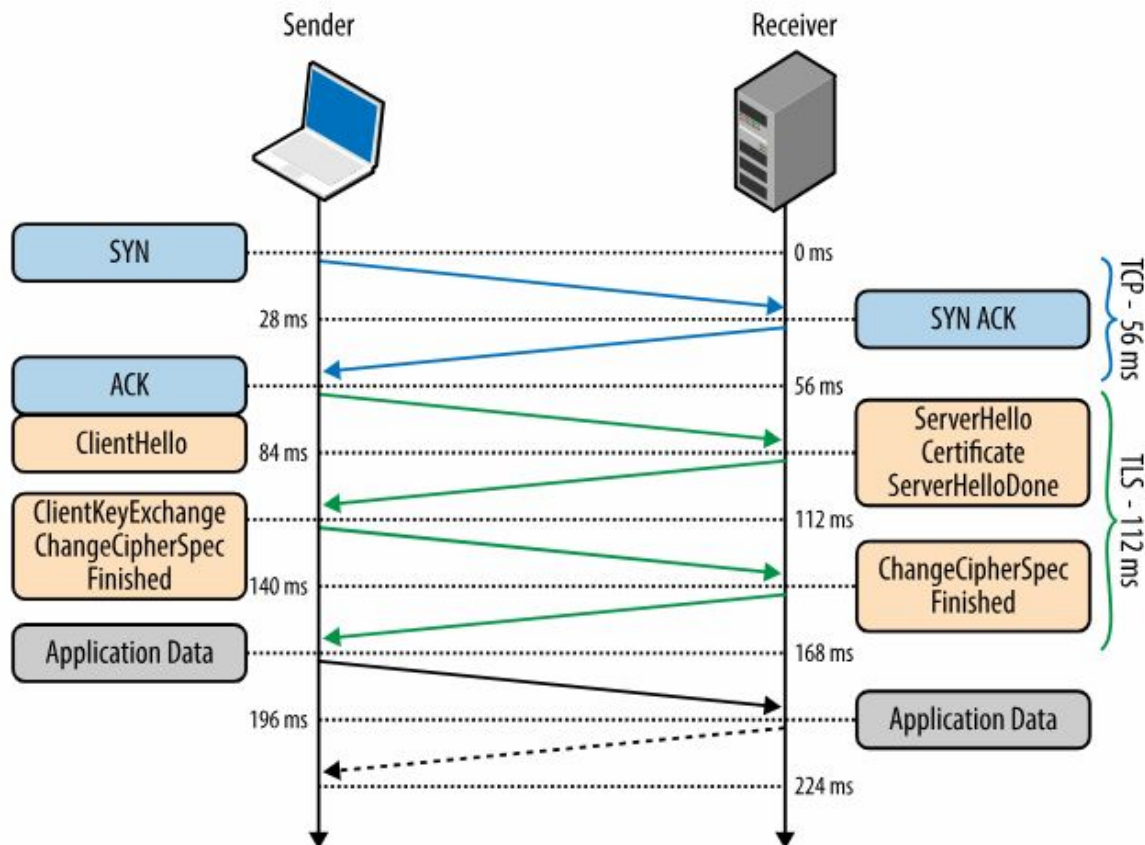 Sender
Receiver
SYN
0 ms
28 ms
SYN ACK
TCP - 56 ms
ACK
56 ms
ClientHello
84 ms
ServerHello
Certificate
ServerHelloDone
TLS - 112 ms
ClientKeyExchange
ChangeCipherSpec
Finished
112 ms
140 ms
ChangeCipherSpec
Finished
Application Data
168 ms
196 ms
Application Data
224 ms